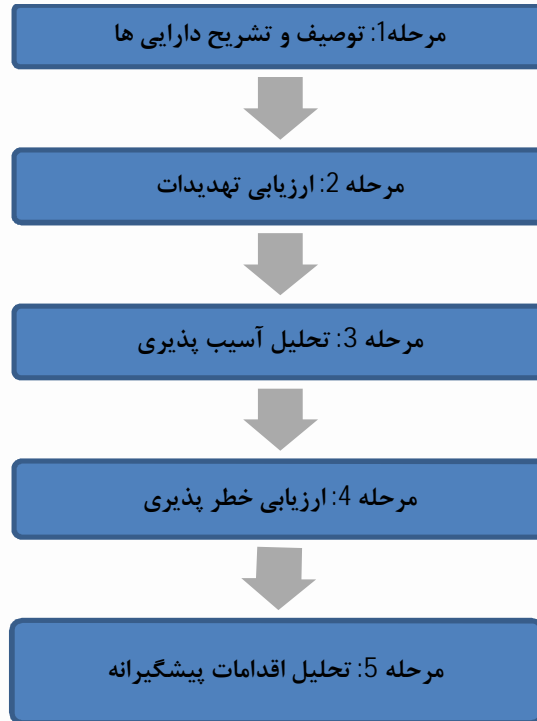 مرحله1: توصیف و تشریح دارایی ها
مرحله 2: ارزیابی تهدیدات
مرحله 3: تحلیل آسیب پذیری
مرحله 4: ارزیابی خطر پذیری
مرحله 5: تحلیل اقدامات پیشگیرانه